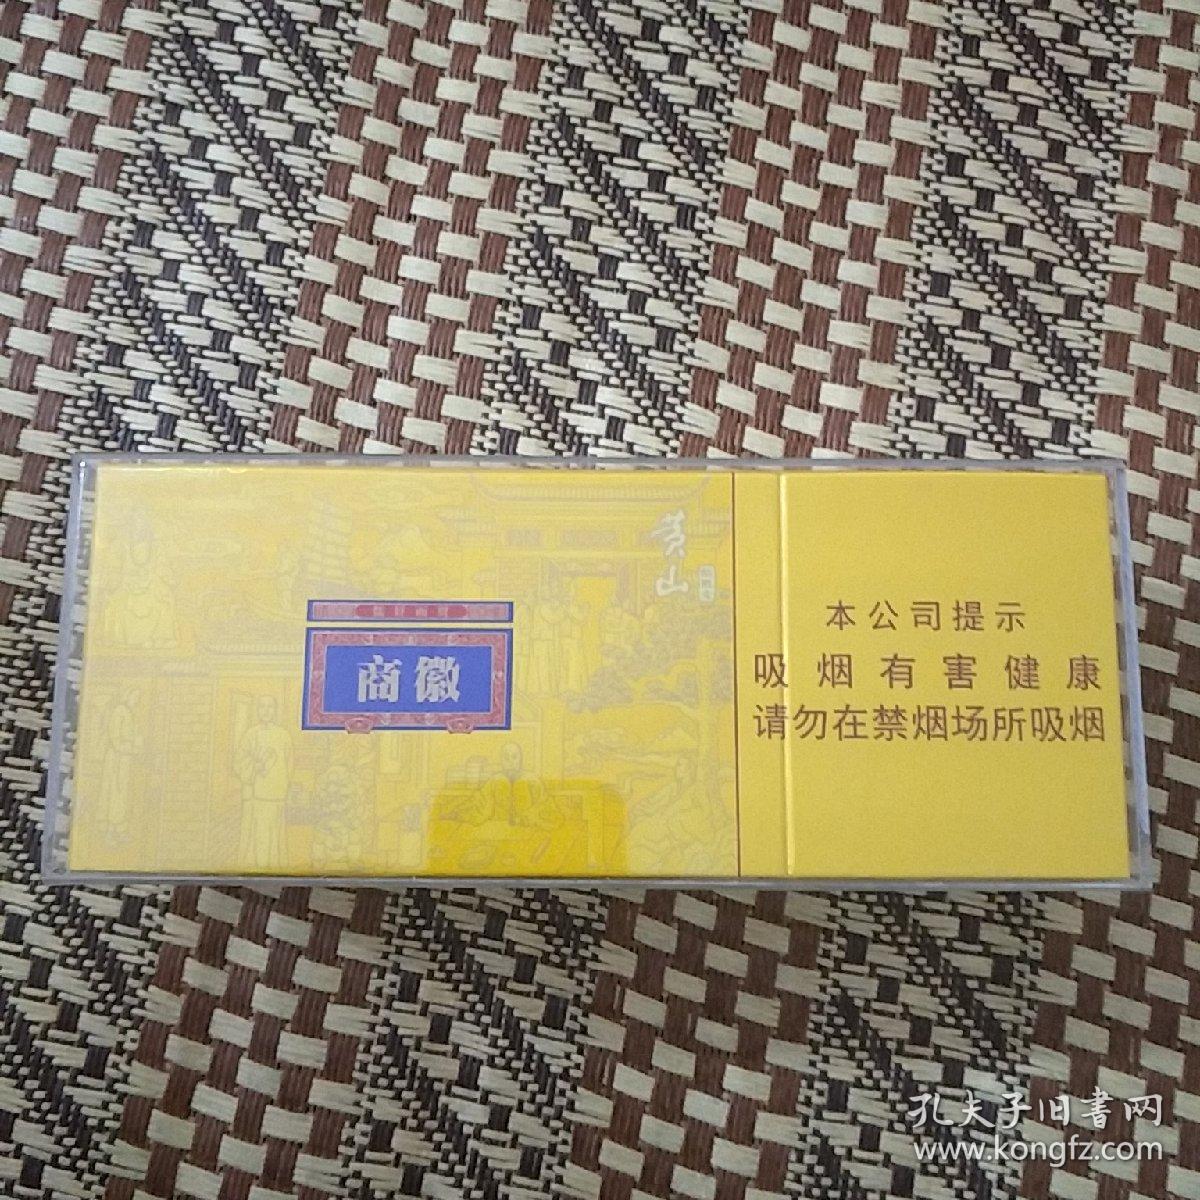 黄山
商徽
本公司提示
吸烟有害健康
请勿在禁烟场所吸烟
孔夫子旧书网
www.kongfz.com